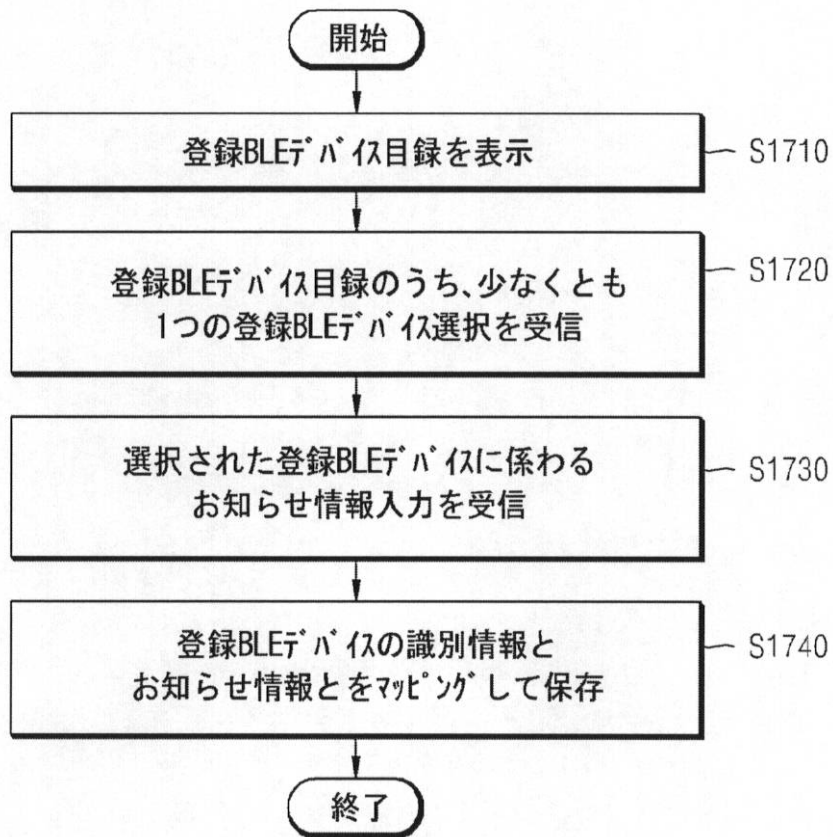 開始
登録BLEﾃﾞﾊﾞｲｽ目録を表示
S1710
登録BLEﾃﾞﾊﾞｲｽ目録のうち、少なくとも
1つの登録BLEﾃﾞﾊﾞｲｽ選択を受信
S1720
選択された登録BLEﾃﾞﾊﾞｲｽに係わる
お知らせ情報入力を受信
S1730
登録BLEﾃﾞﾊﾞｲｽの識別情報と
お知らせ情報とをﾏｯﾋﾟﾝｸﾞして保存
S1740
終了